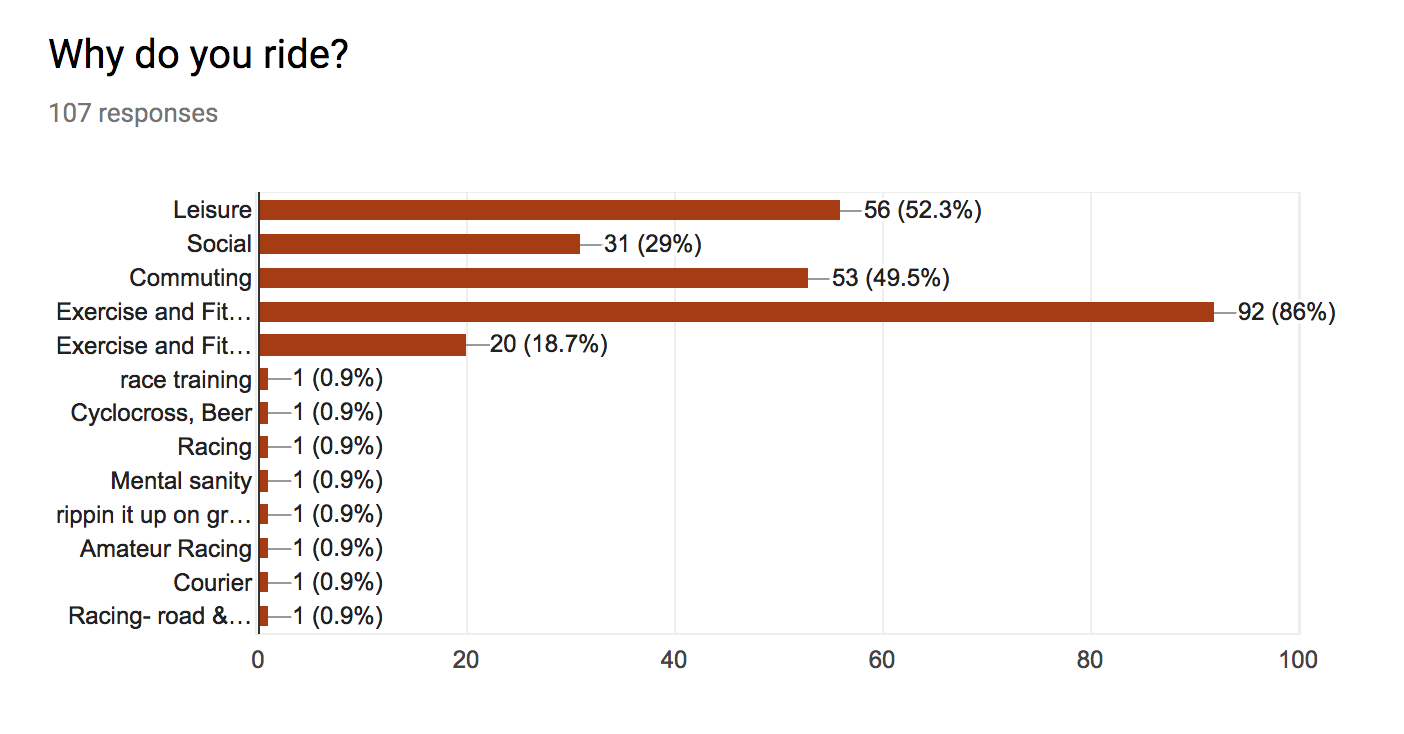 Why do you ride?
107 responses
Leisure 56 (52.3%)
Social 31 (29%)
Commuting 53 (49.5%)
Exercise and Fit… 92 (86%)
Exercise and Fit… 20 (18.7%)
race training 1 (0.9%)
Cyclocross, Beer 1 (0.9%)
Racing 1 (0.9%)
Mental sanity 1 (0.9%)
rippin it up on gr… 1 (0.9%)
Amateur Racing 1 (0.9%)
Courier 1 (0.9%)
Racing- road &… 1 (0.9%)
0 20 40 60 80 100